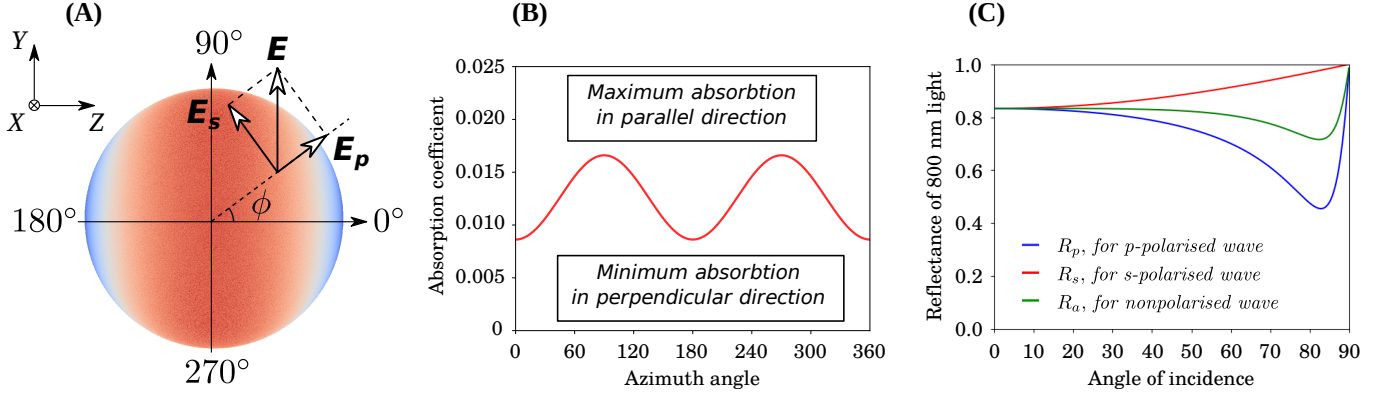 (A)
Y
X
Z
90°
E
E_s
E_p
ϕ
180°
0°
270°
(B)
Absorption coefficient
0.025
0.020
0.015
0.010
0.005
0
Maximum absorbtion
in parallel direction
Minimum absorbtion
in perpendicular direction
0 60 120 180 240 300 360
Azimuth angle
(C)
Reflectance of 800 nm light
1.0
0.8
0.6
0.4
0.2
0.0
R_p, for p-polarised wave
R_s, for s-polarised wave
R_a, for nonpolarised wave
0 10 20 30 40 50 60 70 80 90
Angle of incidence